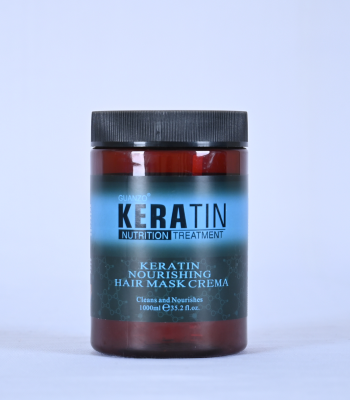 KERATIN
NUTRITION TREATMENT
KERATIN
NOURISHING
HAIR MASK CREMA
Cleans and Nourishes
1000ml ℮ 35.2 fl.oz.